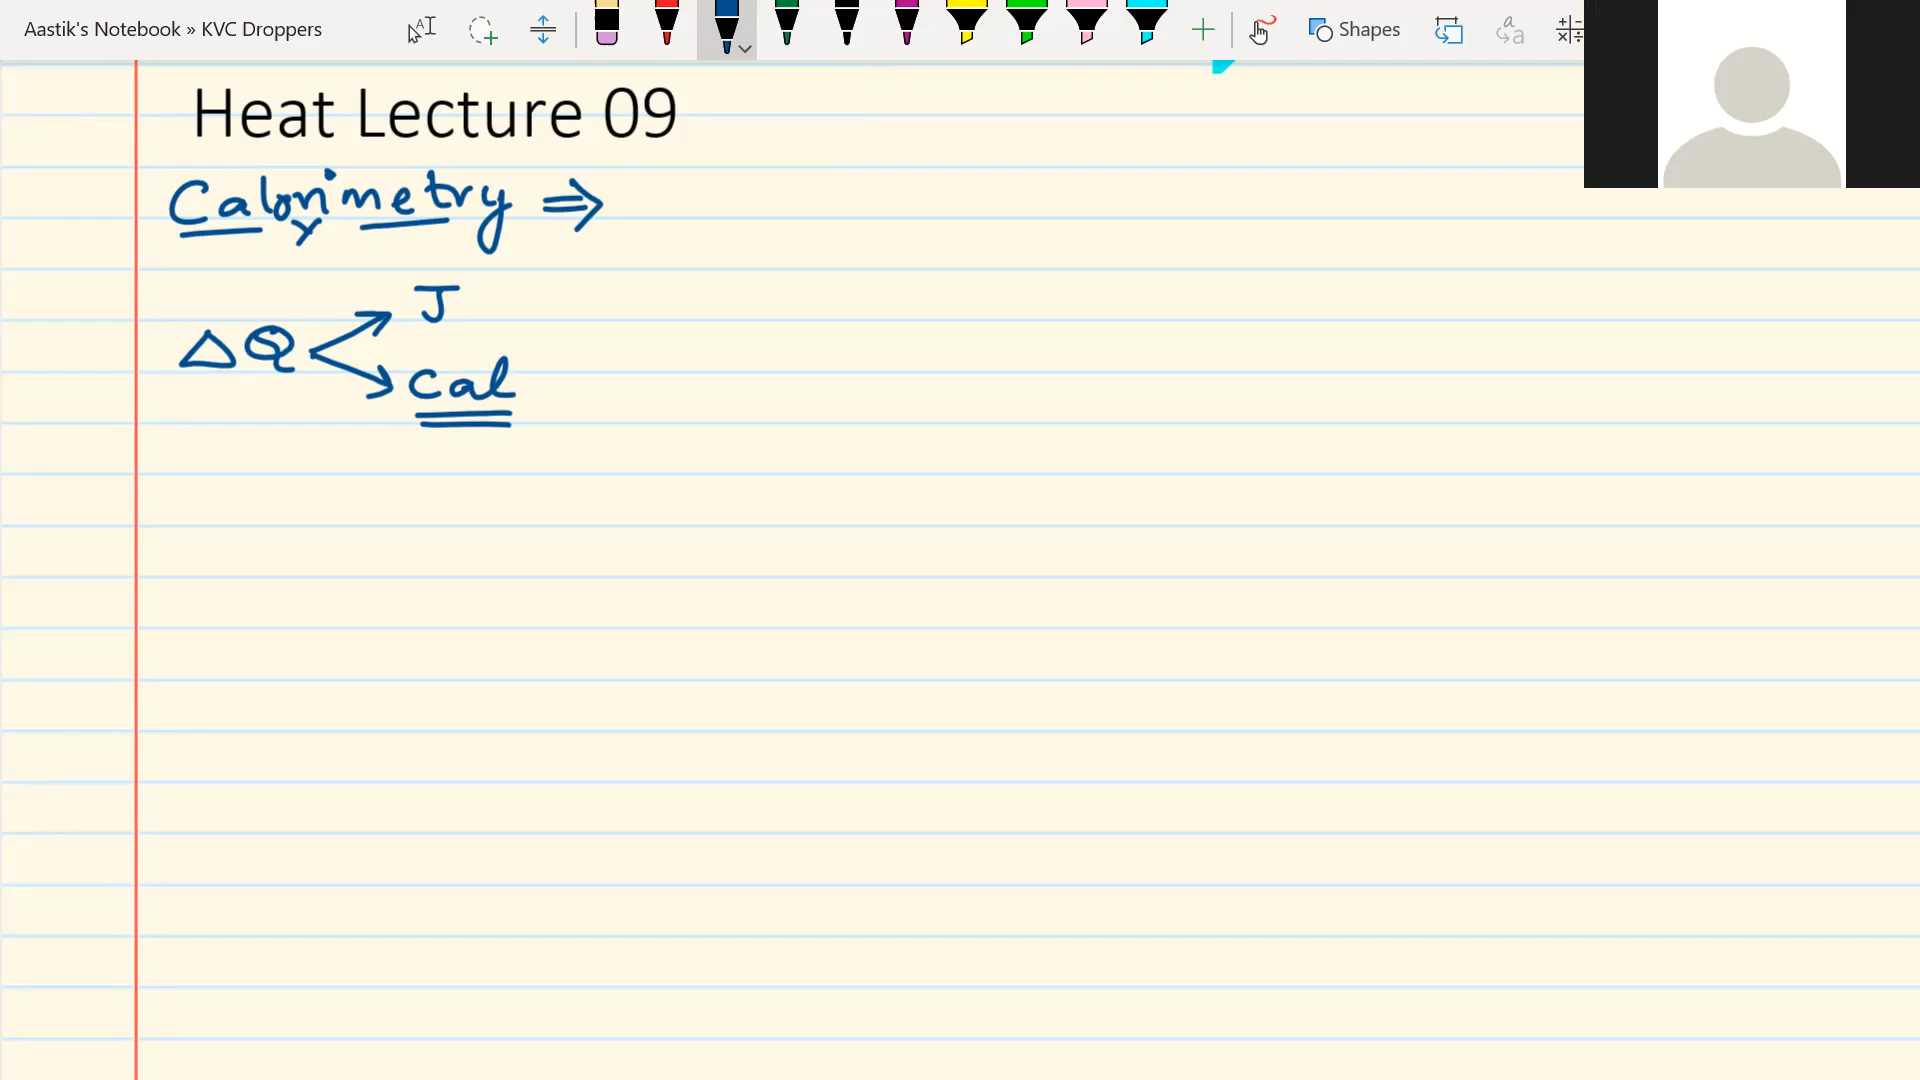 Aastik's Notebook » KVC Droppers
Shapes
Heat Lecture 09
Calorimetry ⇒
ΔQ
J
Cal